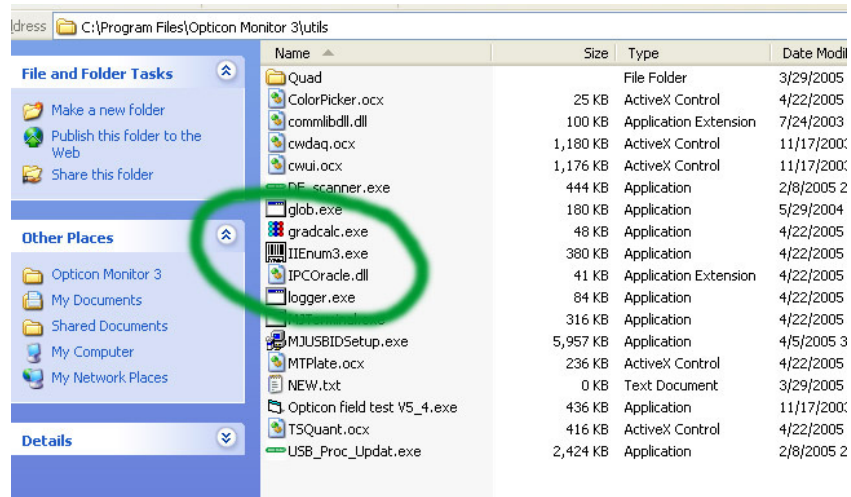 dress C:\Program Files\Opticon Monitor 3\utils
Name Size Type Date Modi
File and Folder Tasks
Make a new folder
Publish this folder to the
Web
Share this folder
Other Places
Opticon Monitor 3
My Documents
Shared Documents
My Computer
My Network Places
Details
Quad File Folder 3/29/2005
ColorPicker.ocx 25 KB ActiveX Control 4/22/2005
commlibdll.dll 100 KB Application Extension 7/24/2003
cwdaq.ocx 1,180 KB ActiveX Control 11/17/2003
cwui.ocx 1,176 KB ActiveX Control 11/17/2003
DE_scanner.exe 444 KB Application 2/8/2005 2
glob.exe 180 KB Application 5/29/2004
gradcalc.exe 48 KB Application 4/22/2005
IIEnum3.exe 380 KB Application 4/22/2005
IPCOracle.dll 41 KB Application Extension 4/22/2005
logger.exe 84 KB Application 4/22/2005
316 KB Application 4/22/2005
MJUSBIDSetup.exe 5,957 KB Application 4/5/2005 3
MTPlate.ocx 236 KB ActiveX Control 4/22/2005
NEW.txt 0 KB Text Document 3/29/2005
Opticon field test V5_4.exe 436 KB Application 11/17/2003
TSQuant.ocx 416 KB ActiveX Control 4/22/2005
USB_Proc_Updat.exe 2,424 KB Application 2/8/2005 2